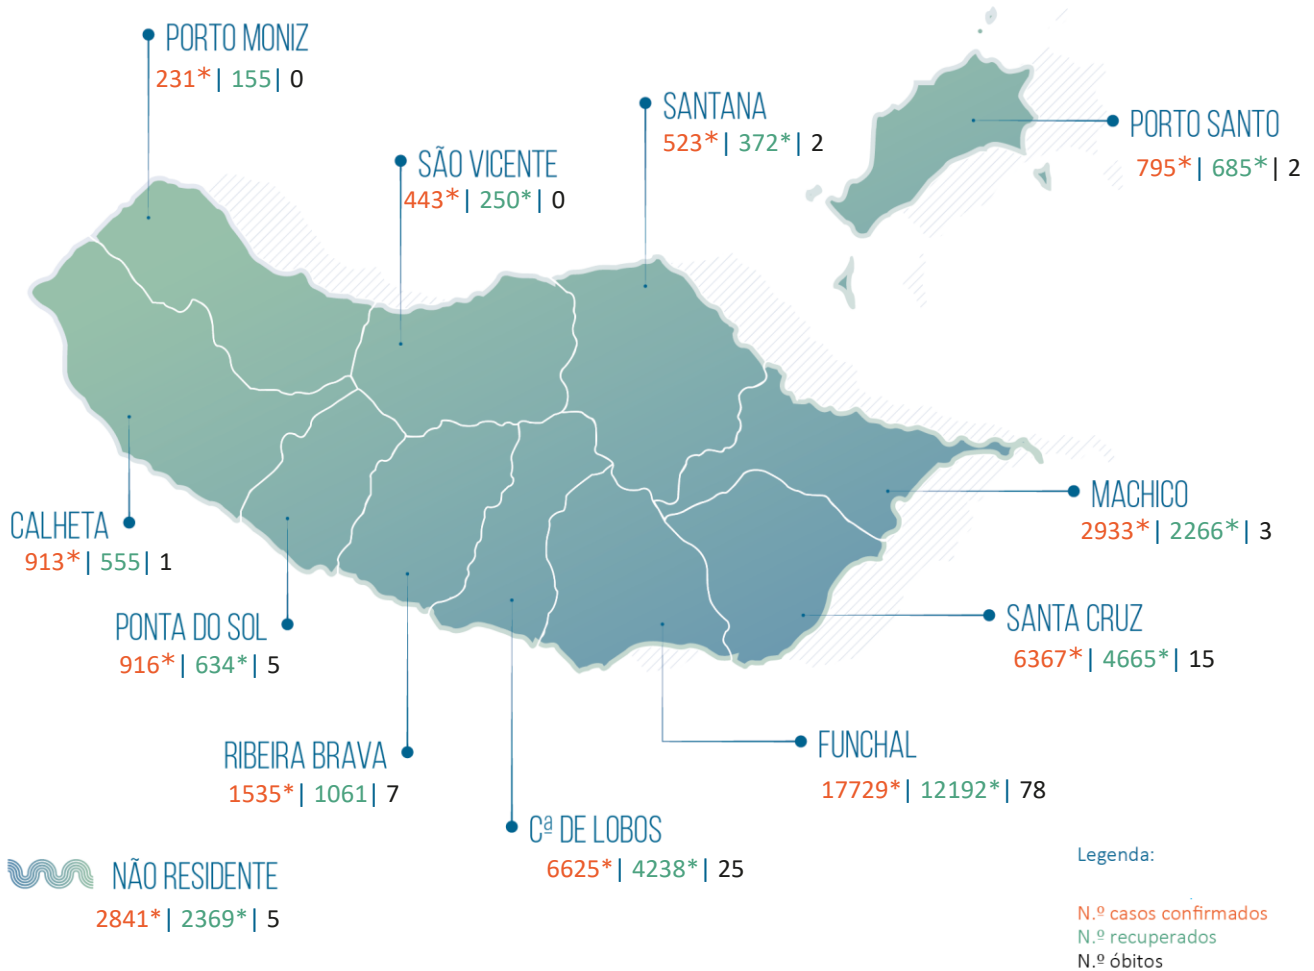 PORTO MONIZ
231*| 155| 0
SANTANA
523*| 372*| 2
PORTO SANTO
795*| 685*| 2
SÃO VICENTE
443*| 250*| 0
MACHICO
2933*| 2266*| 3
CALHETA
913*| 555| 1
PONTA DO SOL
916*| 634*| 5
SANTA CRUZ
6367*| 4665*| 15
RIBEIRA BRAVA
1535*| 1061| 7
FUNCHAL
17729*| 12192*| 78
Cª DE LOBOS
6625*| 4238*| 25
NÃO RESIDENTE
2841*| 2369*| 5
Legenda:
N.º casos confirmados
N.º recuperados
N.º óbitos